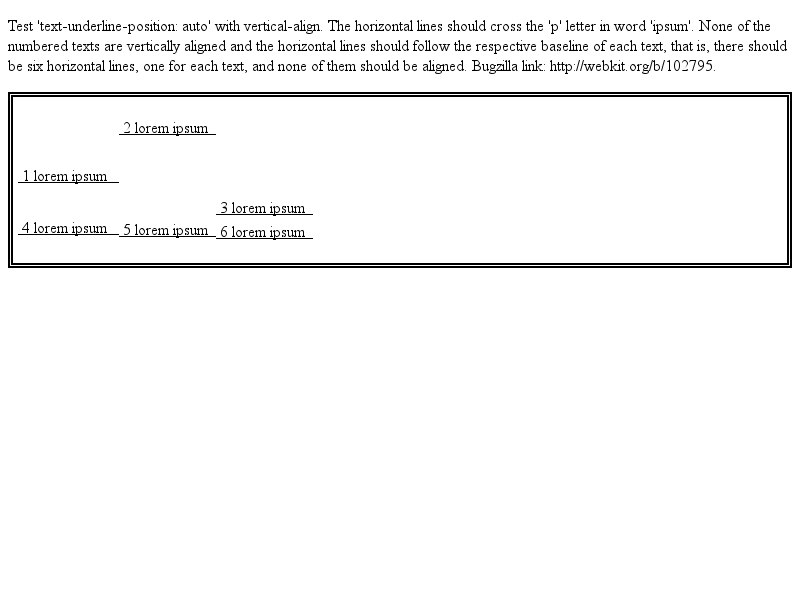 Test 'text-underline-position: auto' with vertical-align. The horizontal lines should cross the 'p' letter in word 'ipsum'. None of the
numbered texts are vertically aligned and the horizontal lines should follow the respective baseline of each text, that is, there should
be six horizontal lines, one for each text, and none of them should be aligned. Bugzilla link: http://webkit.org/b/102795.
2 lorem ipsum
1 lorem ipsum
3 lorem ipsum
4 lorem ipsum 5 lorem ipsum 6 lorem ipsum